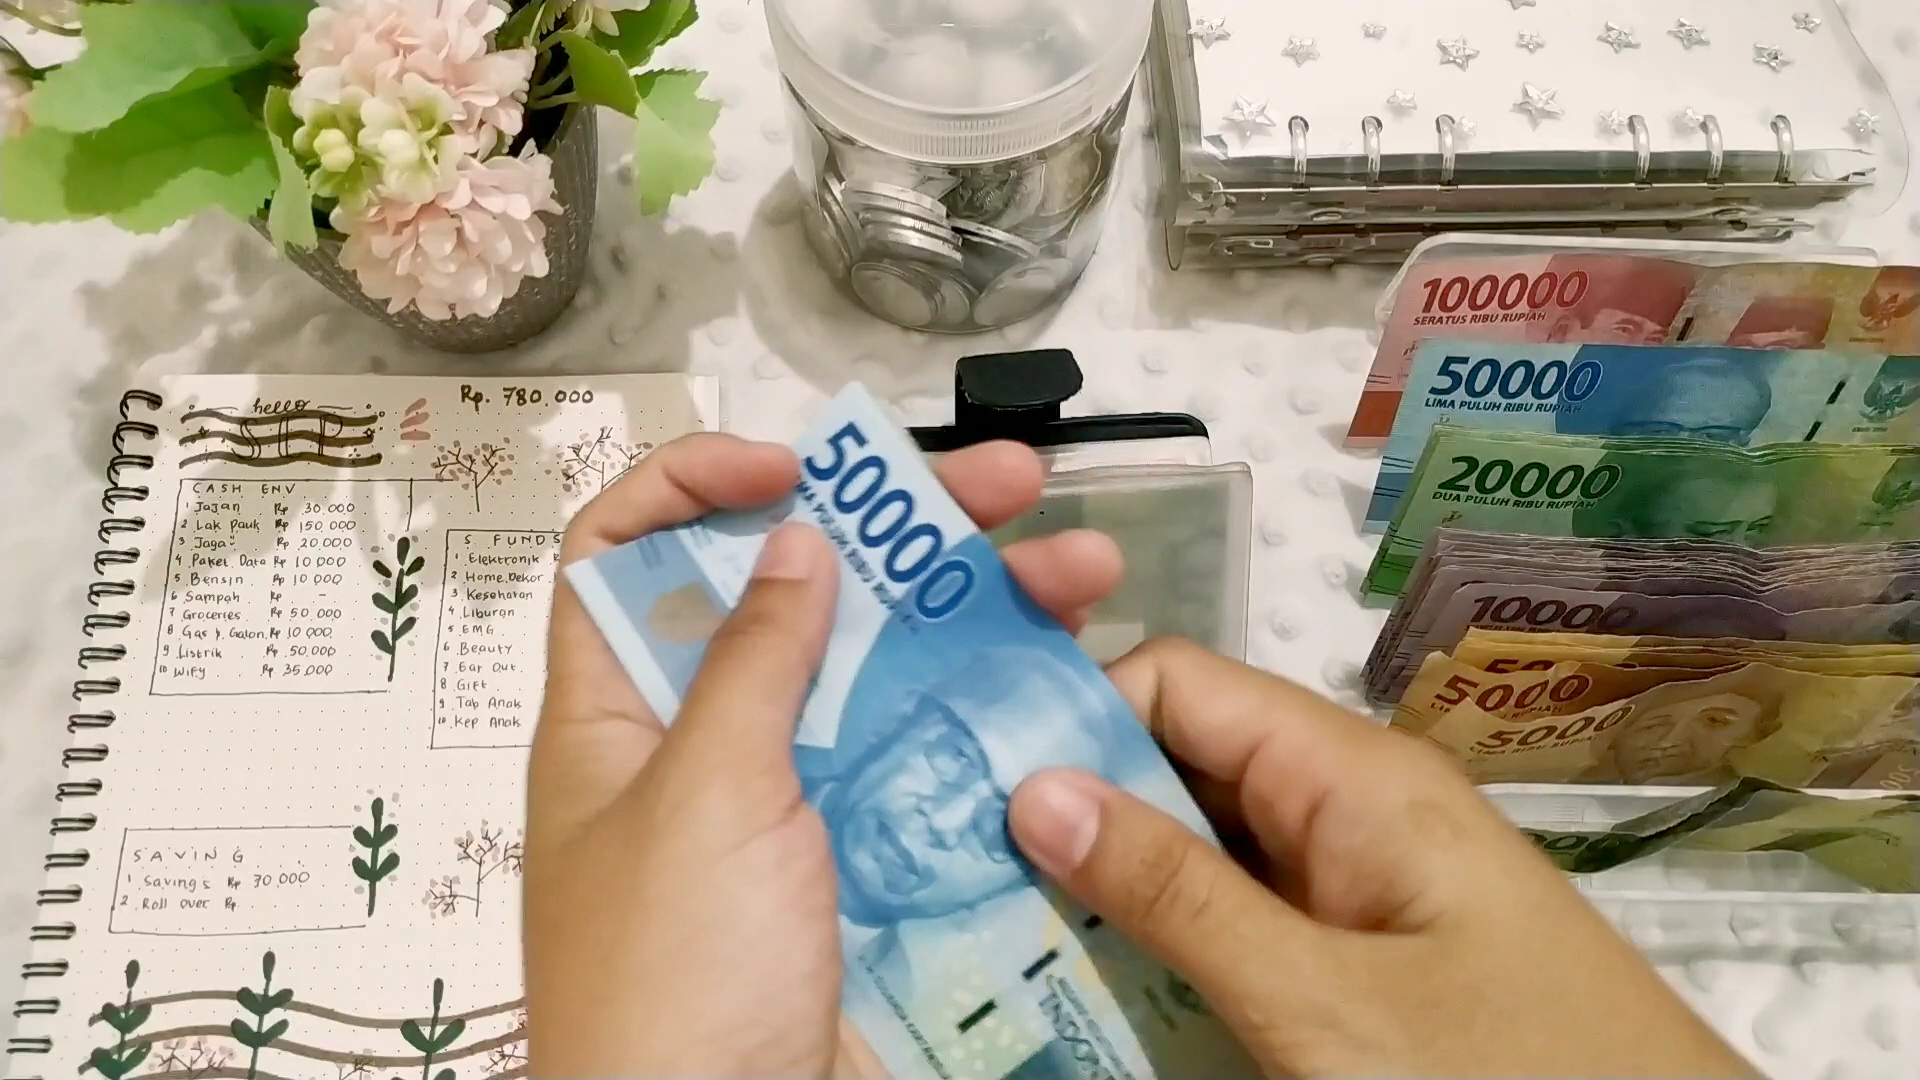 Rp. 780.000
hello
SEP
CASH ENV
1 Jajan Rp 30.000
2 Lak Pauk Rp 150.000
3 Jaga² Rp 20.000
4 Paket Data Rp 10.000
5 Bensin Rp 10.000
6 Sampah Rp -
7 Groceries Rp 50.000
8 Gas & Galon Rp 10.000
9 Listrik Rp 50.000
10 Wify Rp 35.000
S. FUNDS
1 Elektronik
2 Home Dekor
3 Kesehatan
4 Liburan
5 EMG
6 Beauty
7 Ear Out
8 Gift
9 Tab Anak
10 Kep Anak
SAVING
1 Savings Rp 30.000
2 Roll over Rp
50000
100000
SERATUS RIBU RUPIAH
50000
LIMA PULUH RIBU RUPIAH
20000
DUA PULUH RIBU RUPIAH
10000
5000
5000